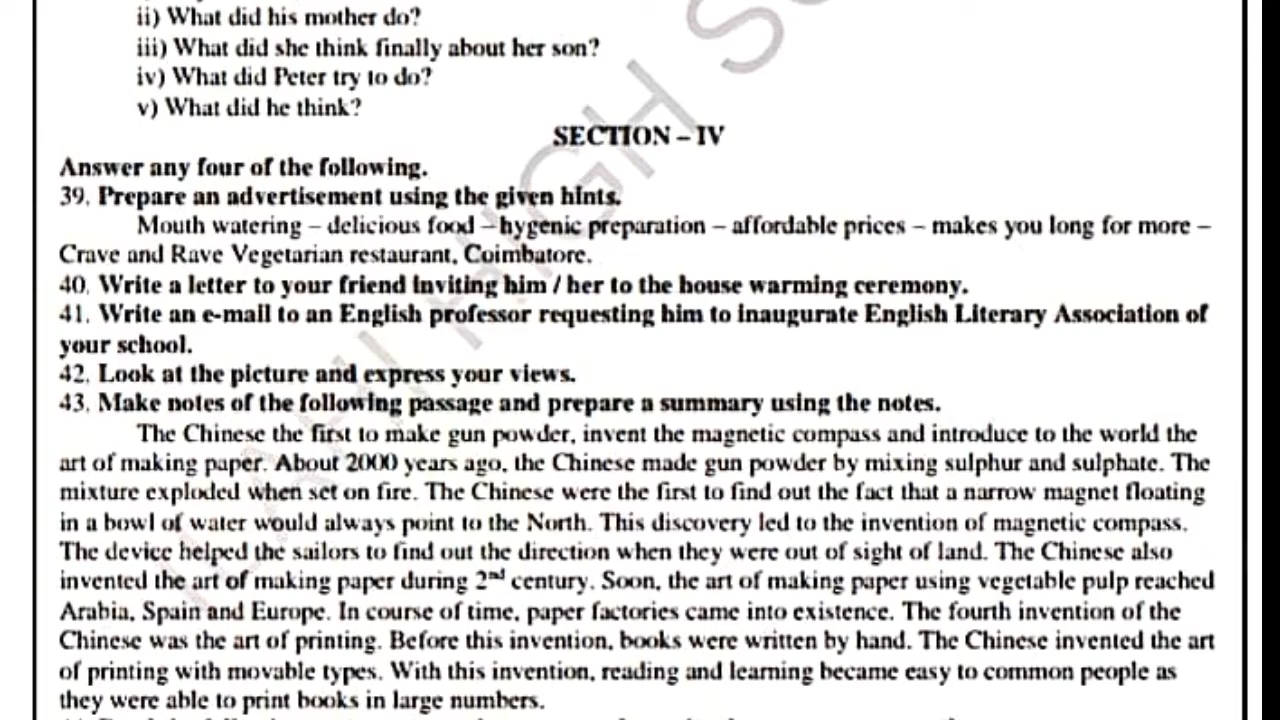 ii) What did his mother do?
iii) What did she think finally about her son?
iv) What did Peter try to do?
v) What did he think?
SECTION – IV
Answer any four of the following.
39. Prepare an advertisement using the given hints.
Mouth watering – delicious food – hygenic preparation – affordable prices – makes you long for more –
Crave and Rave Vegetarian restaurant, Coimbatore.
40. Write a letter to your friend inviting him / her to the house warming ceremony.
41. Write an e-mail to an English professor requesting him to inaugurate English Literary Association of
your school.
42. Look at the picture and express your views.
43. Make notes of the following passage and prepare a summary using the notes.
The Chinese the first to make gun powder, invent the magnetic compass and introduce to the world the
art of making paper. About 2000 years ago, the Chinese made gun powder by mixing sulphur and sulphate. The
mixture exploded when set on fire. The Chinese were the first to find out the fact that a narrow magnet floating
in a bowl of water would always point to the North. This discovery led to the invention of magnetic compass.
The device helped the sailors to find out the direction when they were out of sight of land. The Chinese also
invented the art of making paper during 2nd century. Soon, the art of making paper using vegetable pulp reached
Arabia, Spain and Europe. In course of time, paper factories came into existence. The fourth invention of the
Chinese was the art of printing. Before this invention, books were written by hand. The Chinese invented the art
of printing with movable types. With this invention, reading and learning became easy to common people as
they were able to print books in large numbers.
HIGH